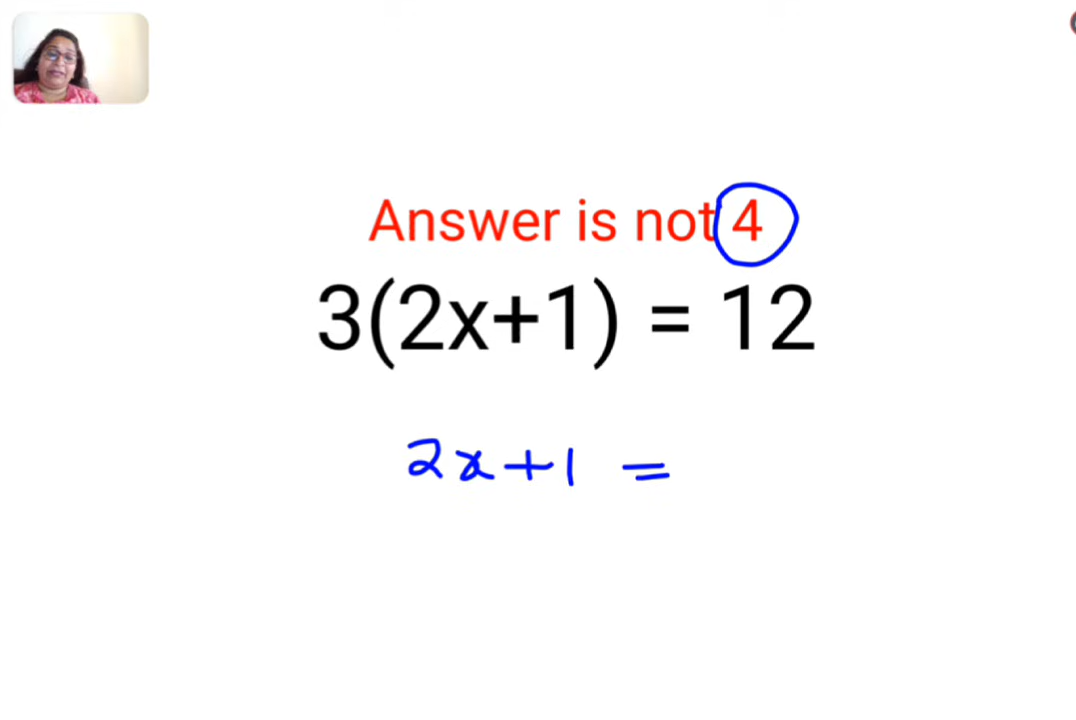 Answer is not 4
3(2x+1) = 12
2x+1 =